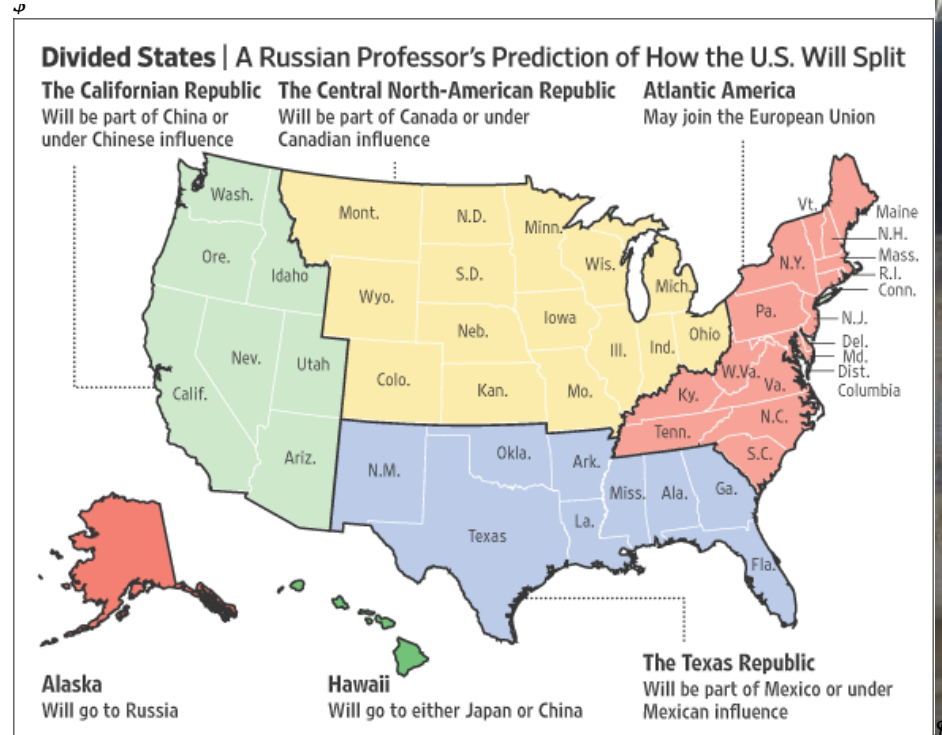 Divided States | A Russian Professor's Prediction of How the U.S. Will Split
The Californian Republic
Will be part of China or
under Chinese influence
The Central North-American Republic
Will be part of Canada or under
Canadian influence
Atlantic America
May join the European Union
Wash.
Ore.
Idaho
Nev.
Utah
Calif.
Ariz.
Mont.
N.D.
Minn.
Wyo.
S.D.
Wis.
Mich.
Neb.
Iowa
Ill.
Ind.
Ohio
Colo.
Kan.
Mo.
Vt.
Maine
N.H.
Mass.
R.I.
Conn.
N.Y.
Pa.
N.J.
Del.
Md.
Dist.
Columbia
W.Va.
Va.
Ky.
N.C.
Tenn.
S.C.
N.M.
Okla.
Ark.
Texas
La.
Miss.
Ala.
Ga.
Fla.
Alaska
Will go to Russia
Hawaii
Will go to either Japan or China
The Texas Republic
Will be part of Mexico or under
Mexican influence